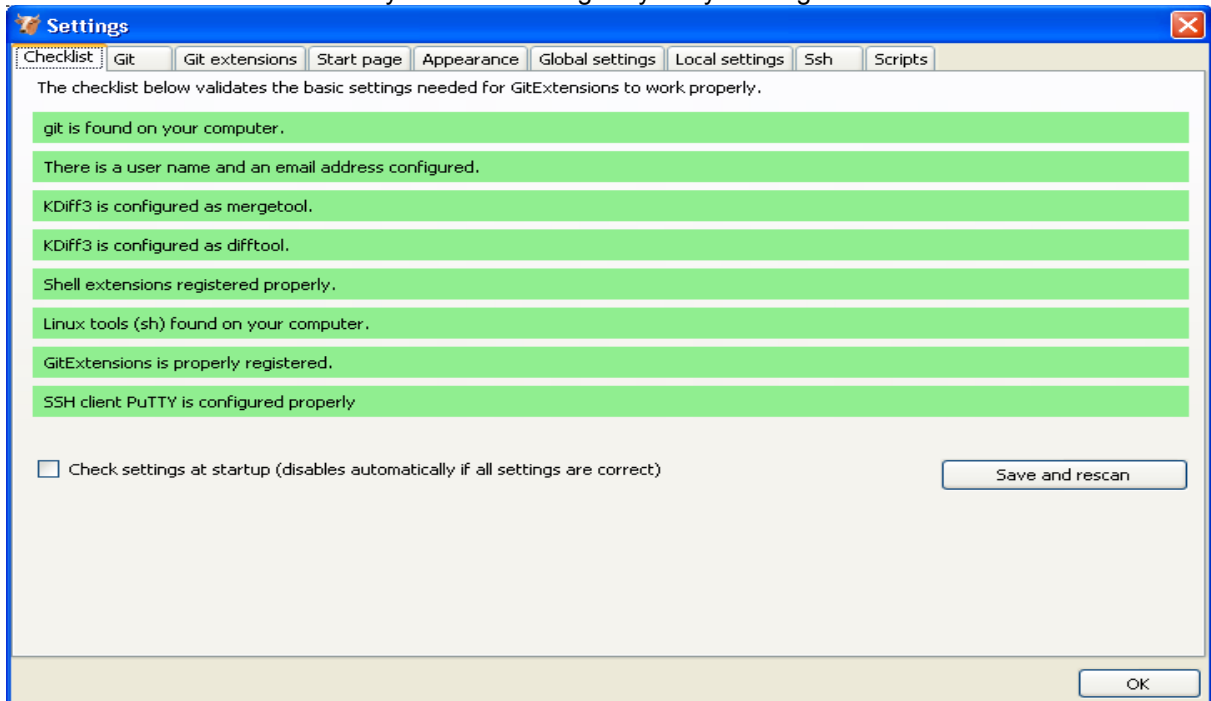 Settings
Checklist Git Git extensions Start page Appearance Global settings Local settings Ssh Scripts
The checklist below validates the basic settings needed for GitExtensions to work properly.
git is found on your computer.
There is a user name and an email address configured.
KDiff3 is configured as mergetool.
KDiff3 is configured as difftool.
Shell extensions registered properly.
Linux tools (sh) found on your computer.
GitExtensions is properly registered.
SSH client PuTTY is configured properly
Check settings at startup (disables automatically if all settings are correct)
Save and rescan
OK